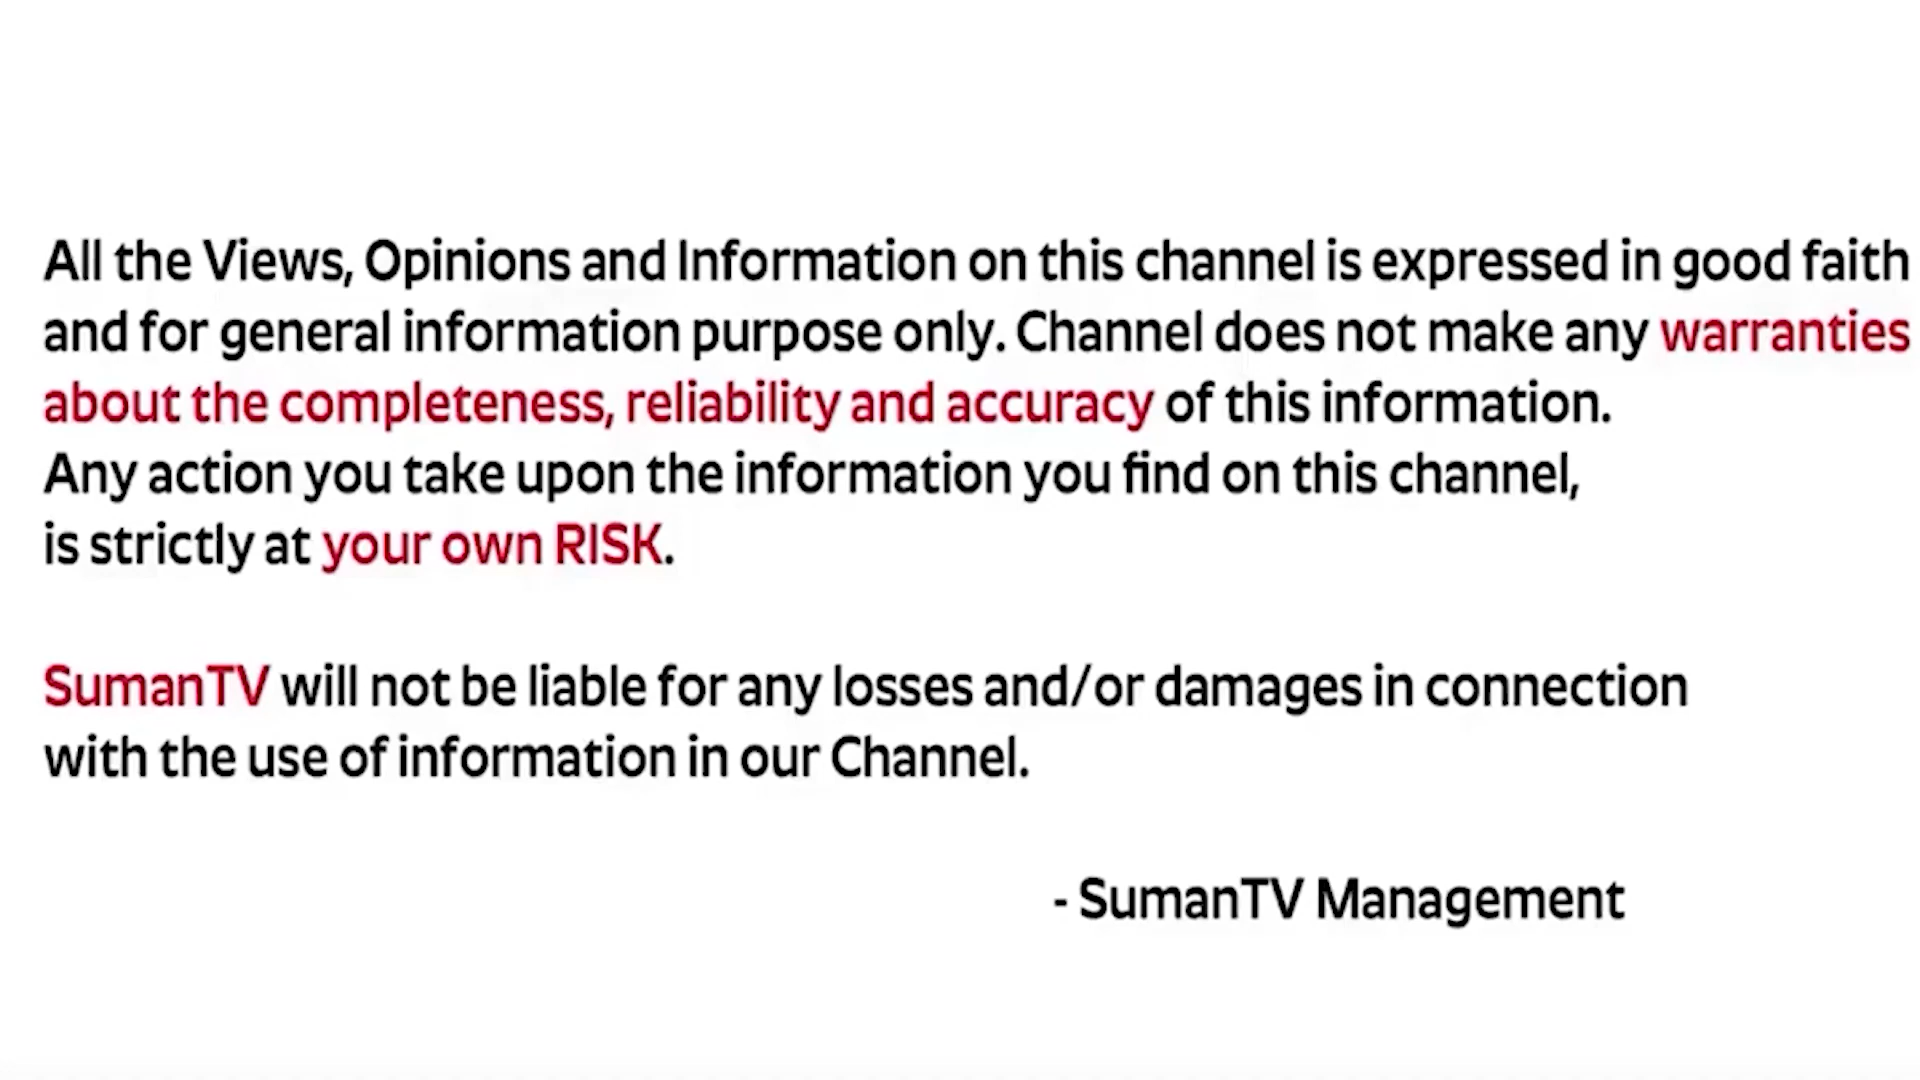 All the Views, Opinions and Information on this channel is expressed in good faith
and for general information purpose only. Channel does not make any warranties
about the completeness, reliability and accuracy of this information.
Any action you take upon the information you find on this channel,
is strictly at your own RISK.
SumanTV will not be liable for any losses and/or damages in connection
with the use of information in our Channel.
- SumanTV Management